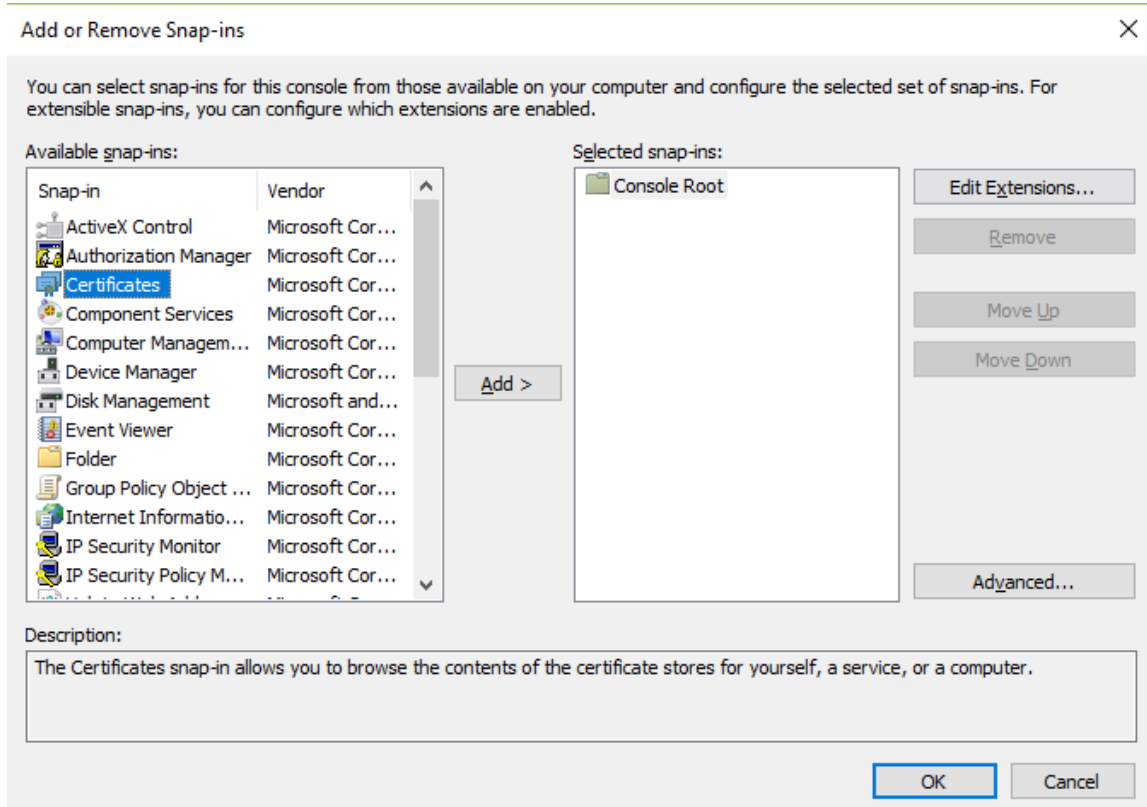 Add or Remove Snap-ins
You can select snap-ins for this console from those available on your computer and configure the selected set of snap-ins. For
extensible snap-ins, you can configure which extensions are enabled.
Available snap-ins:
Snap-in Vendor
ActiveX Control Microsoft Cor...
Authorization Manager Microsoft Cor...
Certificates Microsoft Cor...
Component Services Microsoft Cor...
Computer Managem... Microsoft Cor...
Device Manager Microsoft Cor...
Disk Management Microsoft and...
Event Viewer Microsoft Cor...
Folder Microsoft Cor...
Group Policy Object ... Microsoft Cor...
Internet Informatio... Microsoft Cor...
IP Security Monitor Microsoft Cor...
IP Security Policy M... Microsoft Cor...
Add >
Selected snap-ins:
Console Root
Edit Extensions...
Remove
Move Up
Move Down
Advanced...
Description:
The Certificates snap-in allows you to browse the contents of the certificate stores for yourself, a service, or a computer.
OK Cancel